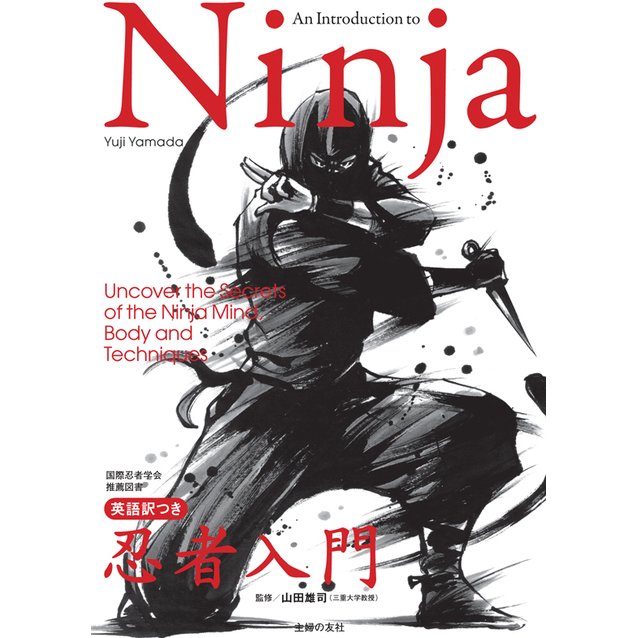 An Introduction to
Ninja
Yuji Yamada
Uncover the Secrets
of the Ninja Mind,
Body and
Techniques
国際忍者学会
推薦図書
英語訳つき
忍者入門
監修／山田雄司（三重大学教授）
主婦の友社